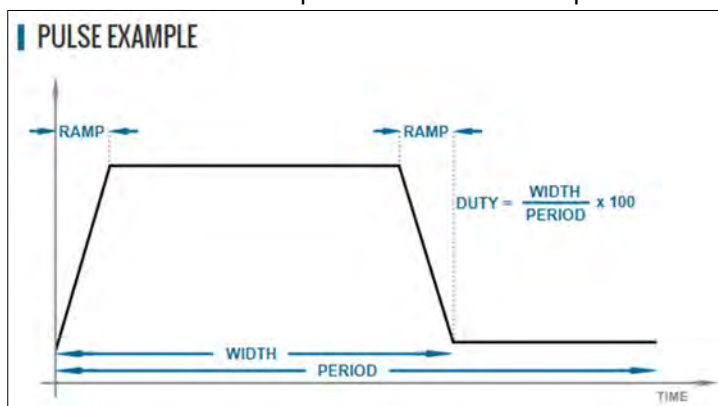 PULSE EXAMPLE
RAMP
RAMP
DUTY = WIDTH / PERIOD x 100
WIDTH
PERIOD
TIME